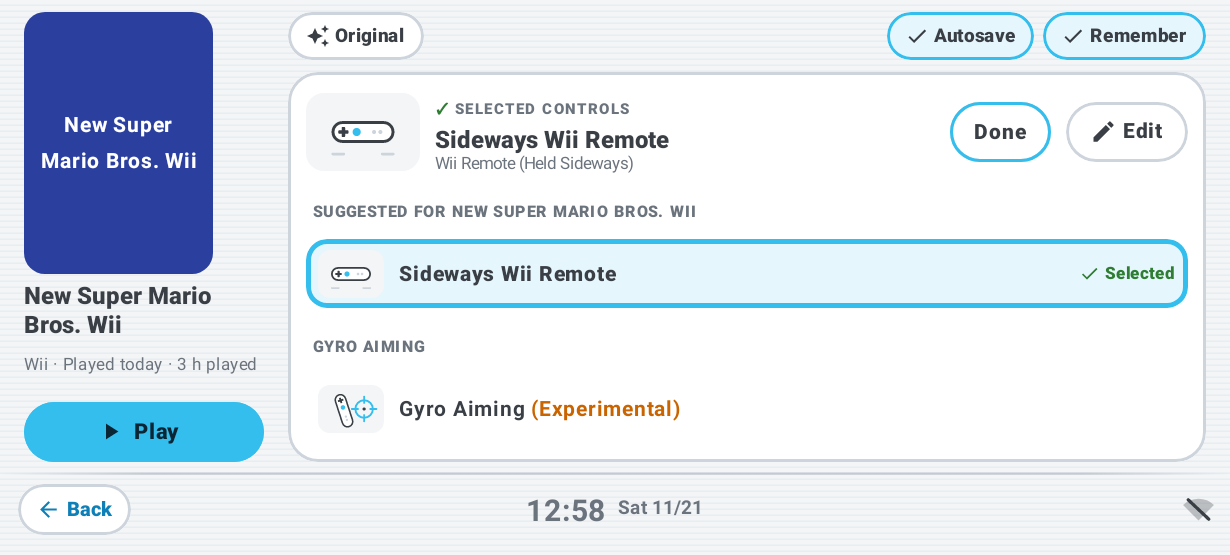 New Super
Mario Bros. Wii
New Super Mario
Bros. Wii
Wii · Played today · 3 h played
Play
Original
Autosave
Remember
✓ SELECTED CONTROLS
Sideways Wii Remote
Wii Remote (Held Sideways)
Done
Edit
SUGGESTED FOR NEW SUPER MARIO BROS. WII
Sideways Wii Remote
Selected
GYRO AIMING
Gyro Aiming (Experimental)
Back
12:58 Sat 11/21